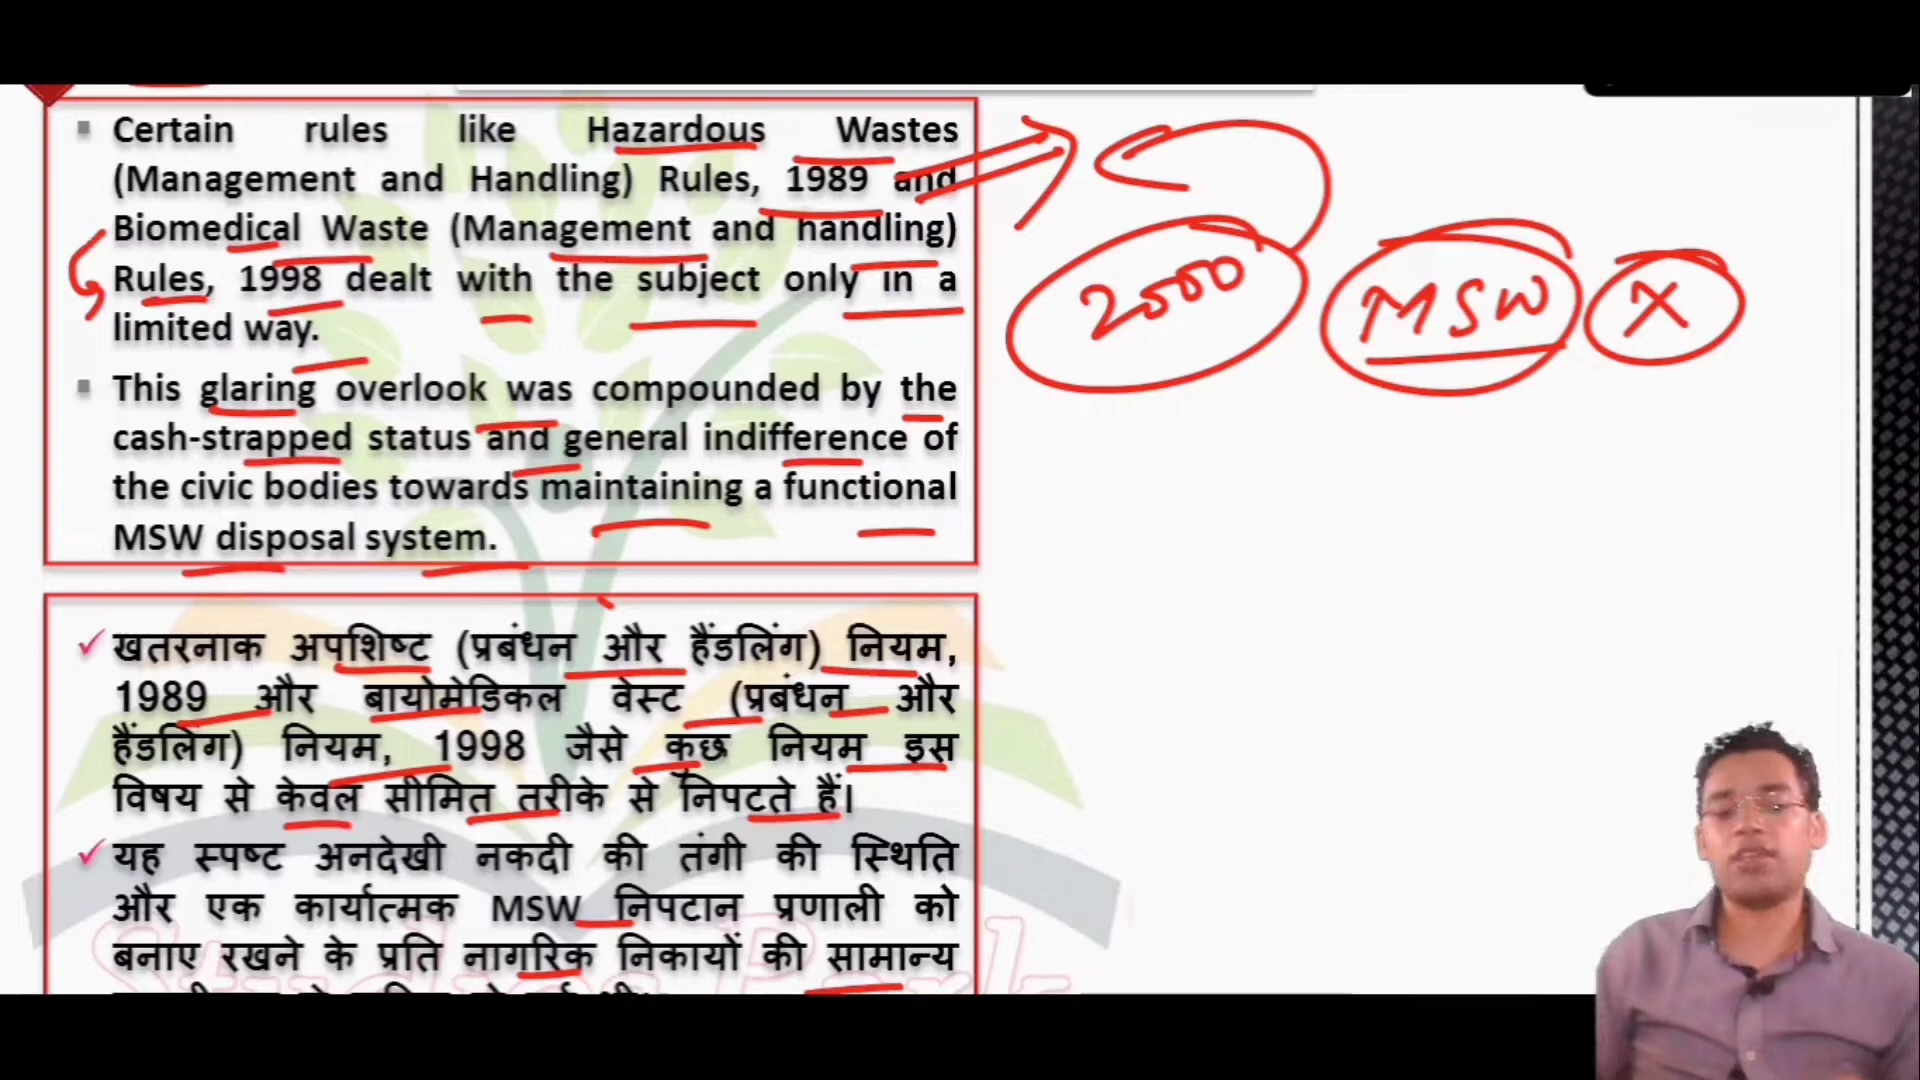 Certain rules like Hazardous Wastes
(Management and Handling) Rules, 1989 and
Biomedical Waste (Management and handling)
Rules, 1998 dealt with the subject only in a
limited way.
This glaring overlook was compounded by the
cash-strapped status and general indifference of
the civic bodies towards maintaining a functional
MSW disposal system.
2000 MSW X
खतरनाक अपशिष्ट (प्रबंधन और हैंडलिंग) नियम,
1989 और बायोमेडिकल वेस्ट (प्रबंधन और
हैंडलिंग) नियम, 1998 जैसे कुछ नियम इस
विषय से केवल सीमित तरीके से निपटते हैं।
यह स्पष्ट अनदेखी नकदी की तंगी की स्थिति
और एक कार्यात्मक MSW निपटान प्रणाली को
बनाए रखने के प्रति नागरिक निकायों की सामान्य